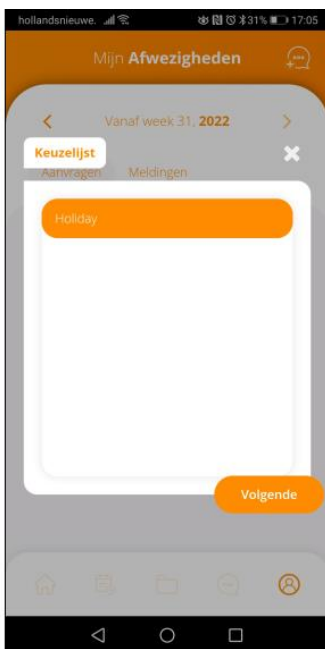 hollandsnieuwe. 31% 17:05
Mijn Afwezigheden
Vanaf week 31, 2022
Keuzelijst
Aanvragen Meldingen
Holiday
Volgende